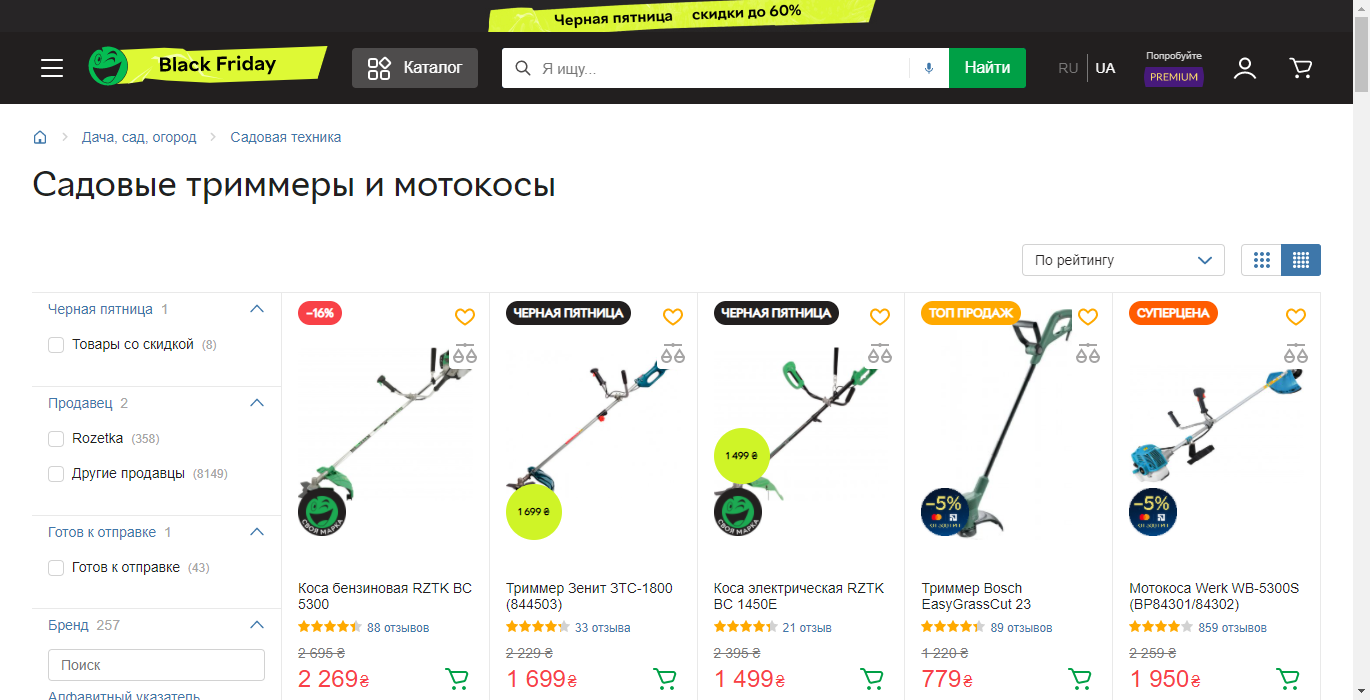 Черная пятница скидки до 60%
Black Friday
Каталог
Я ищу...
Найти
RU UA
Попробуйте
PREMIUM
Дача, сад, огород
Садовая техника
Садовые триммеры и мотокосы
По рейтингу
Черная пятница 1
Товары со скидкой (8)
Продавец 2
Rozetka (358)
Другие продавцы (8149)
Готов к отправке 1
Готов к отправке (43)
Бренд 257
Поиск
Алфавитный указатель
−16%
СВОЯ МАРКА
Коса бензиновая RZTK BC
5300
88 отзывов
2 695 ₴
2 269₴
ЧЕРНАЯ ПЯТНИЦА
1 699 ₴
Триммер Зенит ЗТС-1800
(844503)
33 отзыва
2 229 ₴
1 699₴
ЧЕРНАЯ ПЯТНИЦА
1 499 ₴
СВОЯ МАРКА
Коса электрическая RZTK
BC 1450E
21 отзыв
2 395 ₴
1 499₴
ТОП ПРОДАЖ
−5%
ОТ 300 ГРН
Триммер Bosch
EasyGrassCut 23
89 отзывов
1 220 ₴
779₴
СУПЕРЦЕНА
−5%
ОТ 300 ГРН
Мотокоса Werk WB-5300S
(BP84301/84302)
859 отзывов
2 259 ₴
1 950₴